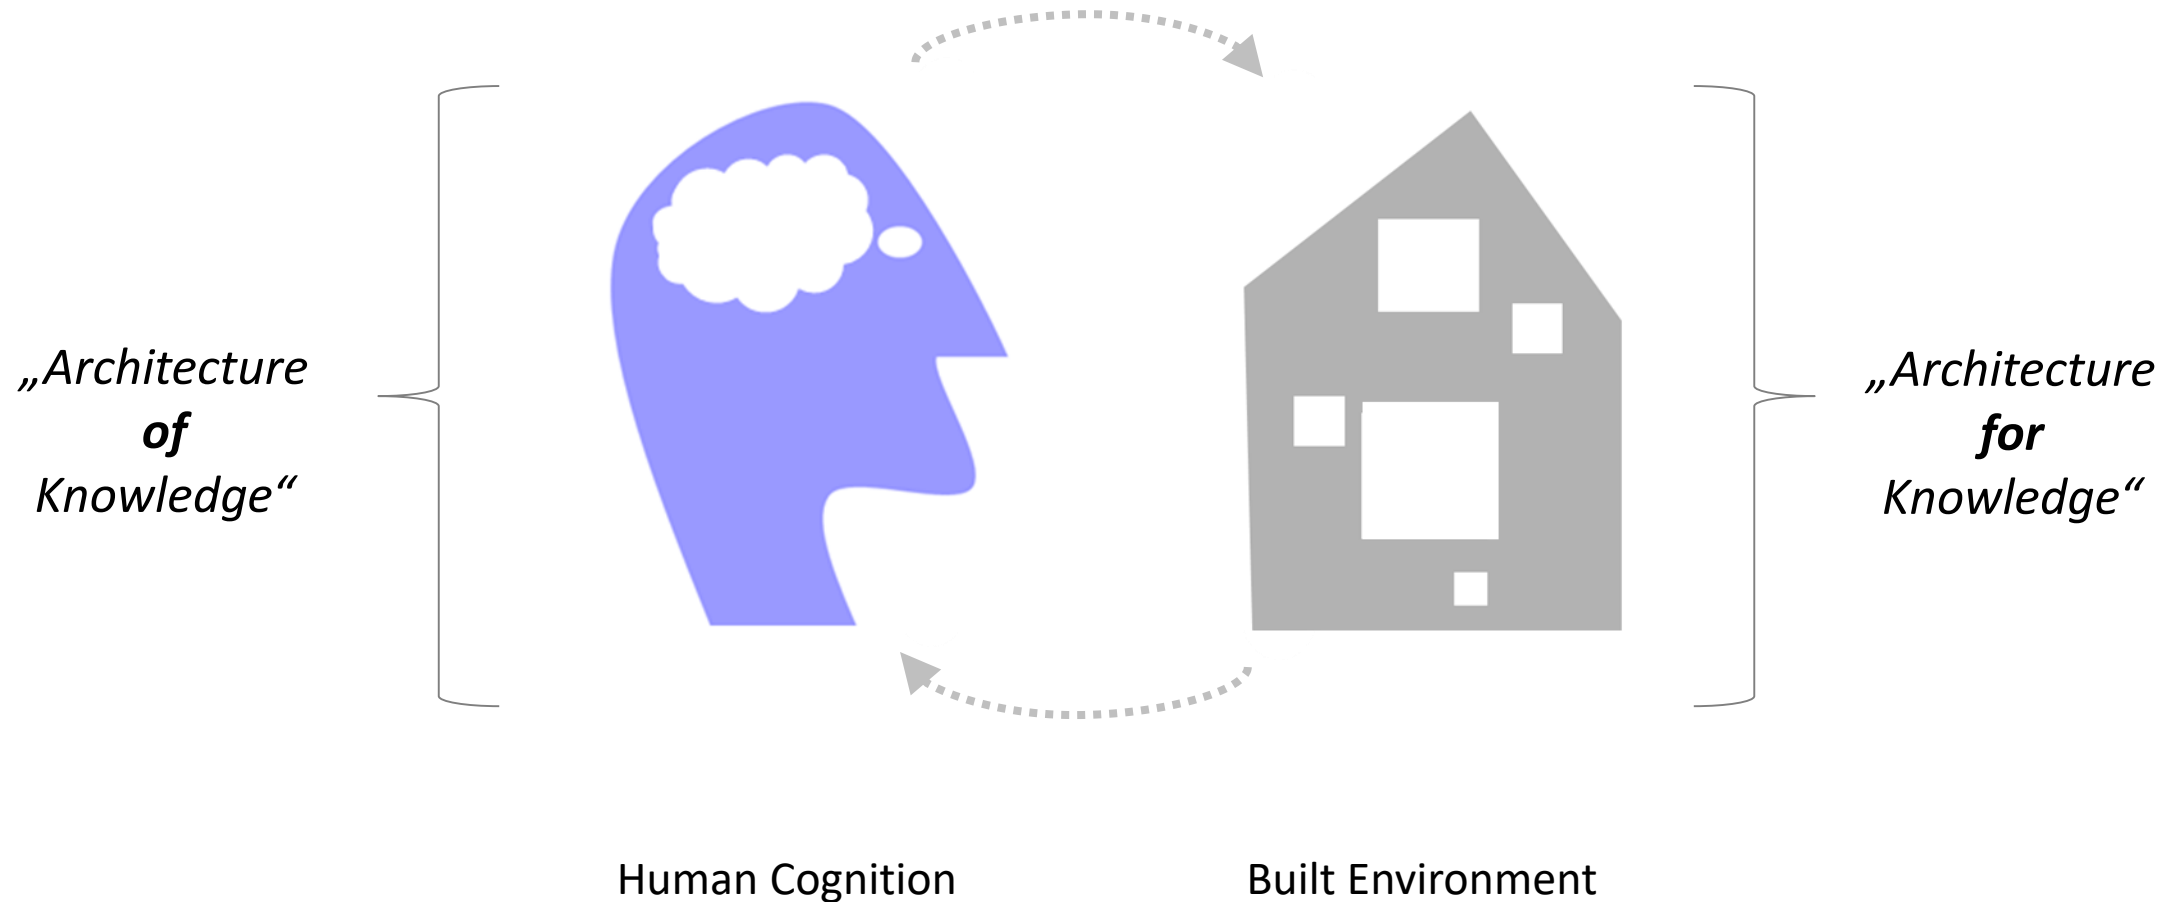 „Architecture
of
Knowledge“
„Architecture
for
Knowledge“
Human Cognition
Built Environment